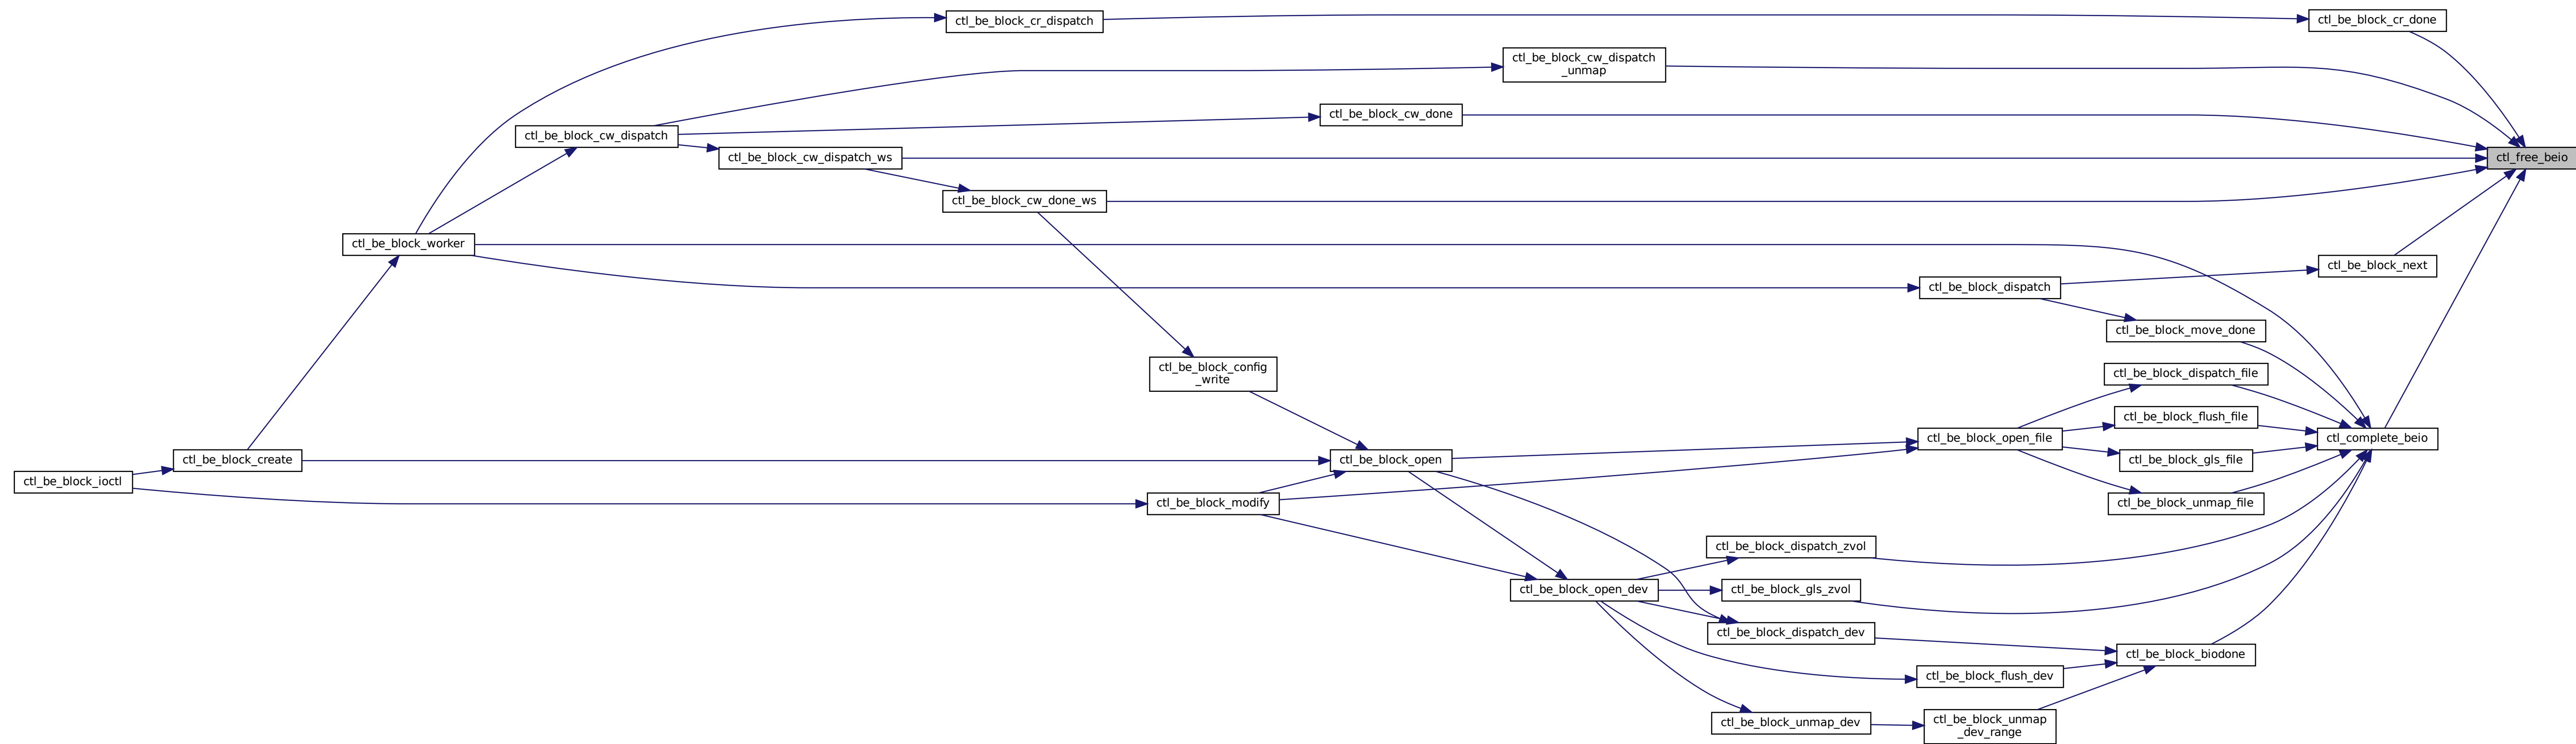 ctl_be_block_cr_dispatch
ctl_be_block_cr_done
ctl_be_block_cw_dispatch
_unmap
ctl_be_block_cw_done
ctl_be_block_cw_dispatch
ctl_be_block_cw_dispatch_ws
ctl_free_beio
ctl_be_block_cw_done_ws
ctl_be_block_worker
ctl_be_block_next
ctl_be_block_dispatch
ctl_be_block_move_done
ctl_be_block_config
_write
ctl_be_block_dispatch_file
ctl_be_block_flush_file
ctl_be_block_open_file
ctl_complete_beio
ctl_be_block_create
ctl_be_block_open
ctl_be_block_gls_file
ctl_be_block_ioctl
ctl_be_block_modify
ctl_be_block_unmap_file
ctl_be_block_dispatch_zvol
ctl_be_block_open_dev
ctl_be_block_gls_zvol
ctl_be_block_dispatch_dev
ctl_be_block_biodone
ctl_be_block_flush_dev
ctl_be_block_unmap_dev
ctl_be_block_unmap
_dev_range